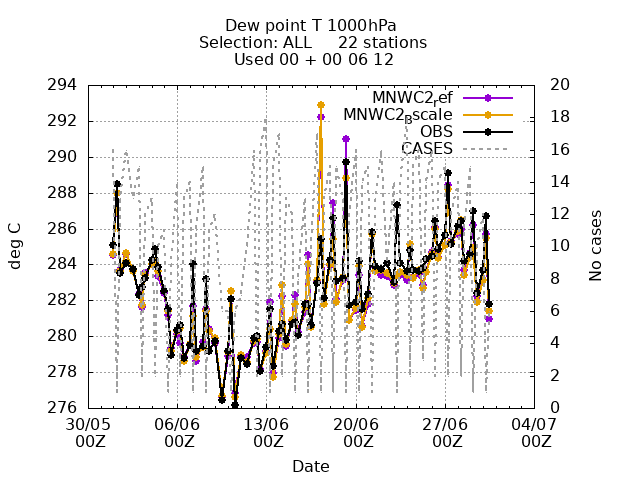 Dew point T 1000hPa
Selection: ALL 22 stations
Used 00 + 00 06 12
MNWC2ref
MNWC2Bscale
OBS
CASES
294
292
290
288
286
284
282
280
278
276
20
18
16
14
12
10
8
6
4
2
0
deg C
No cases
30/05 06/06 13/06 20/06 27/06 04/07
00Z 00Z 00Z 00Z 00Z 00Z
Date